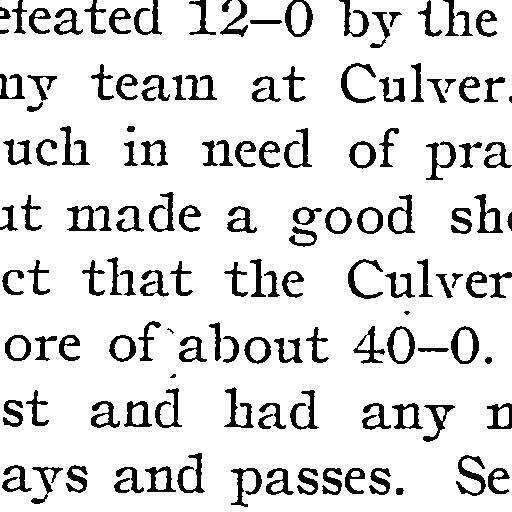 efeated 12–0 by the
ny team at Culver.
uch in need of pra
ut made a good sho
ct that the Culver
ore of about 40–0.
st and had any n
ays and passes. Se